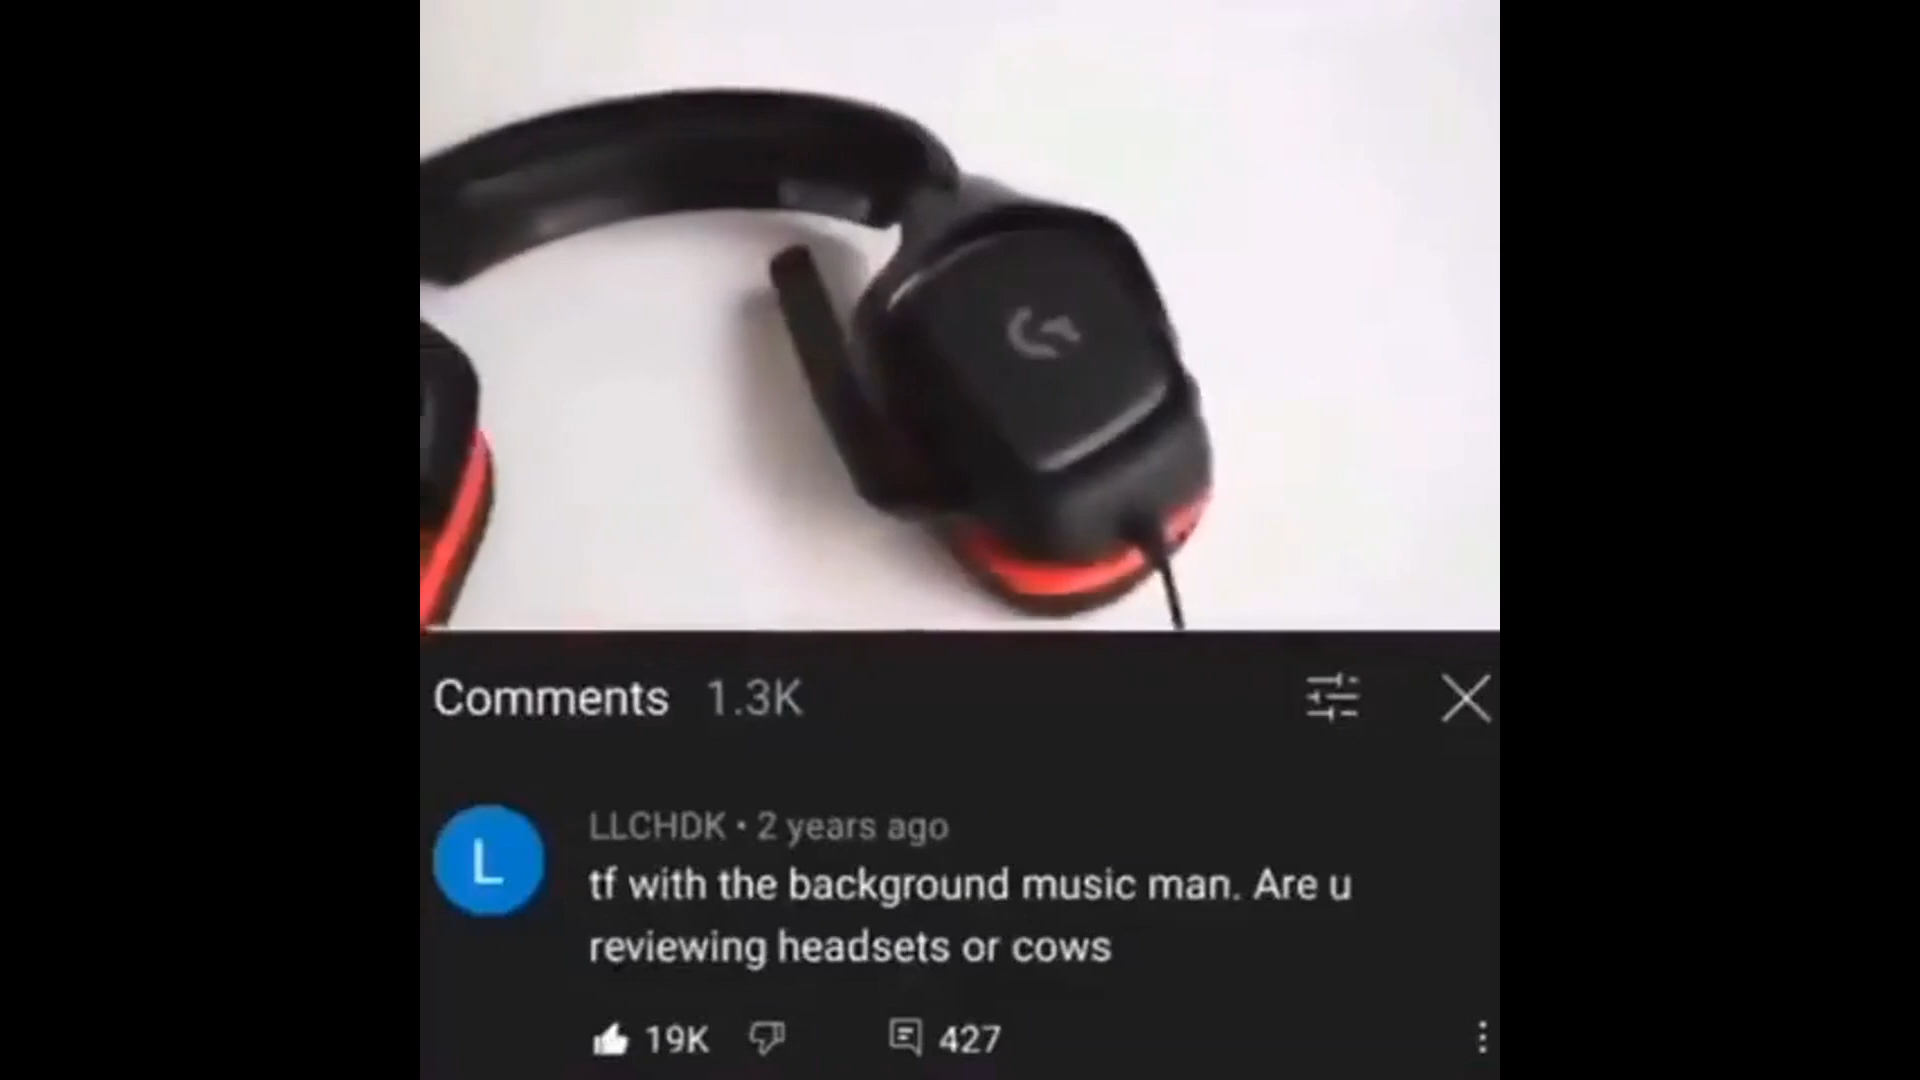 Comments 1.3K
LLCHDK • 2 years ago
tf with the background music man. Are u
reviewing headsets or cows
19K 427
L